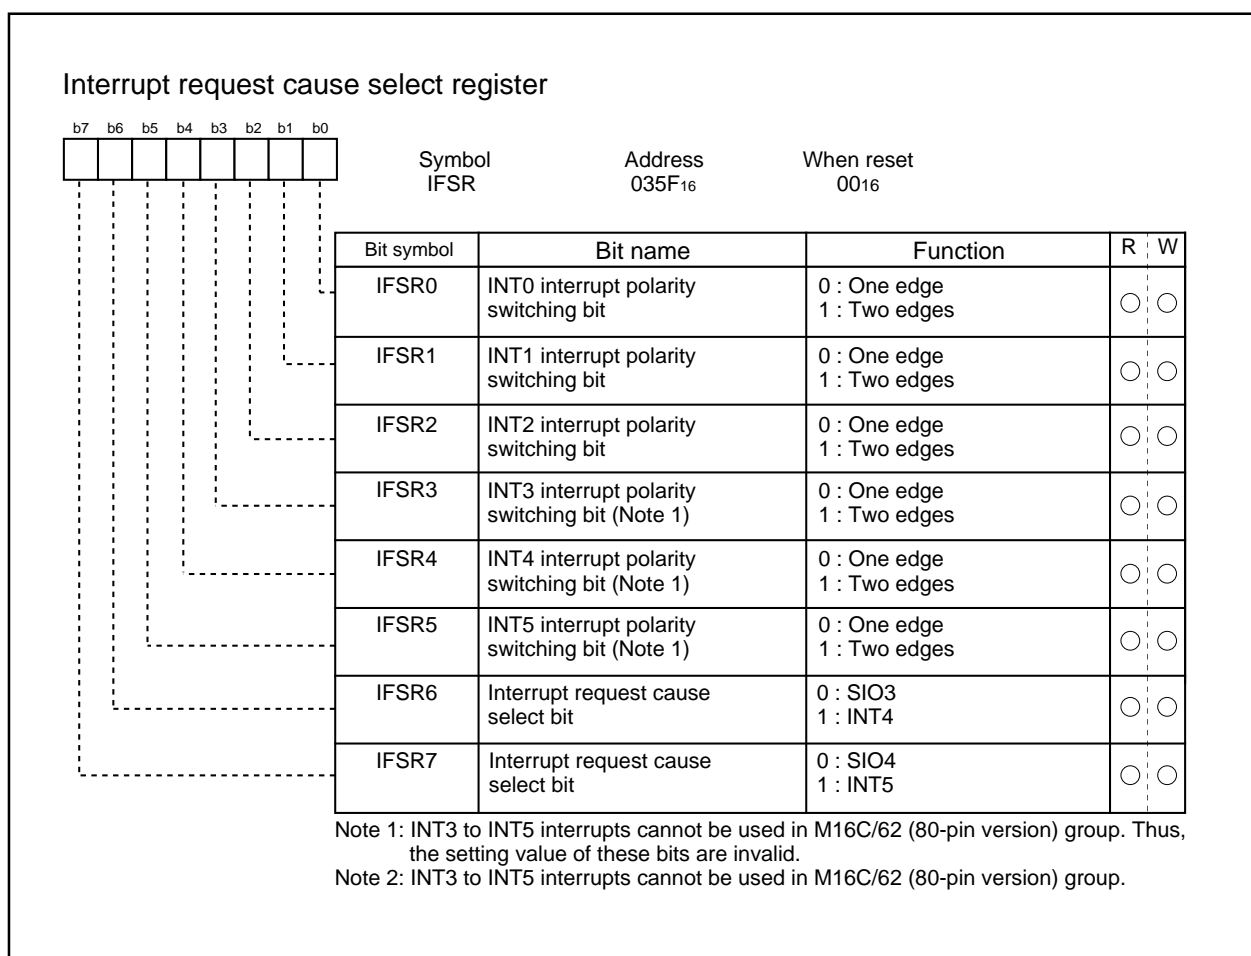 Interrupt request cause select register
b7 b6 b5 b4 b3 b2 b1 b0
Symbol Address When reset
IFSR 035F16 0016
Bit symbol Bit name Function R W
IFSR0 INT0 interrupt polarity 0 : One edge
switching bit 1 : Two edges
IFSR1 INT1 interrupt polarity 0 : One edge
switching bit 1 : Two edges
IFSR2 INT2 interrupt polarity 0 : One edge
switching bit 1 : Two edges
IFSR3 INT3 interrupt polarity 0 : One edge
switching bit (Note 1) 1 : Two edges
IFSR4 INT4 interrupt polarity 0 : One edge
switching bit (Note 1) 1 : Two edges
IFSR5 INT5 interrupt polarity 0 : One edge
switching bit (Note 1) 1 : Two edges
IFSR6 Interrupt request cause 0 : SIO3
select bit 1 : INT4
IFSR7 Interrupt request cause 0 : SIO4
select bit 1 : INT5
Note 1: INT3 to INT5 interrupts cannot be used in M16C/62 (80-pin version) group. Thus,
the setting value of these bits are invalid.
Note 2: INT3 to INT5 interrupts cannot be used in M16C/62 (80-pin version) group.